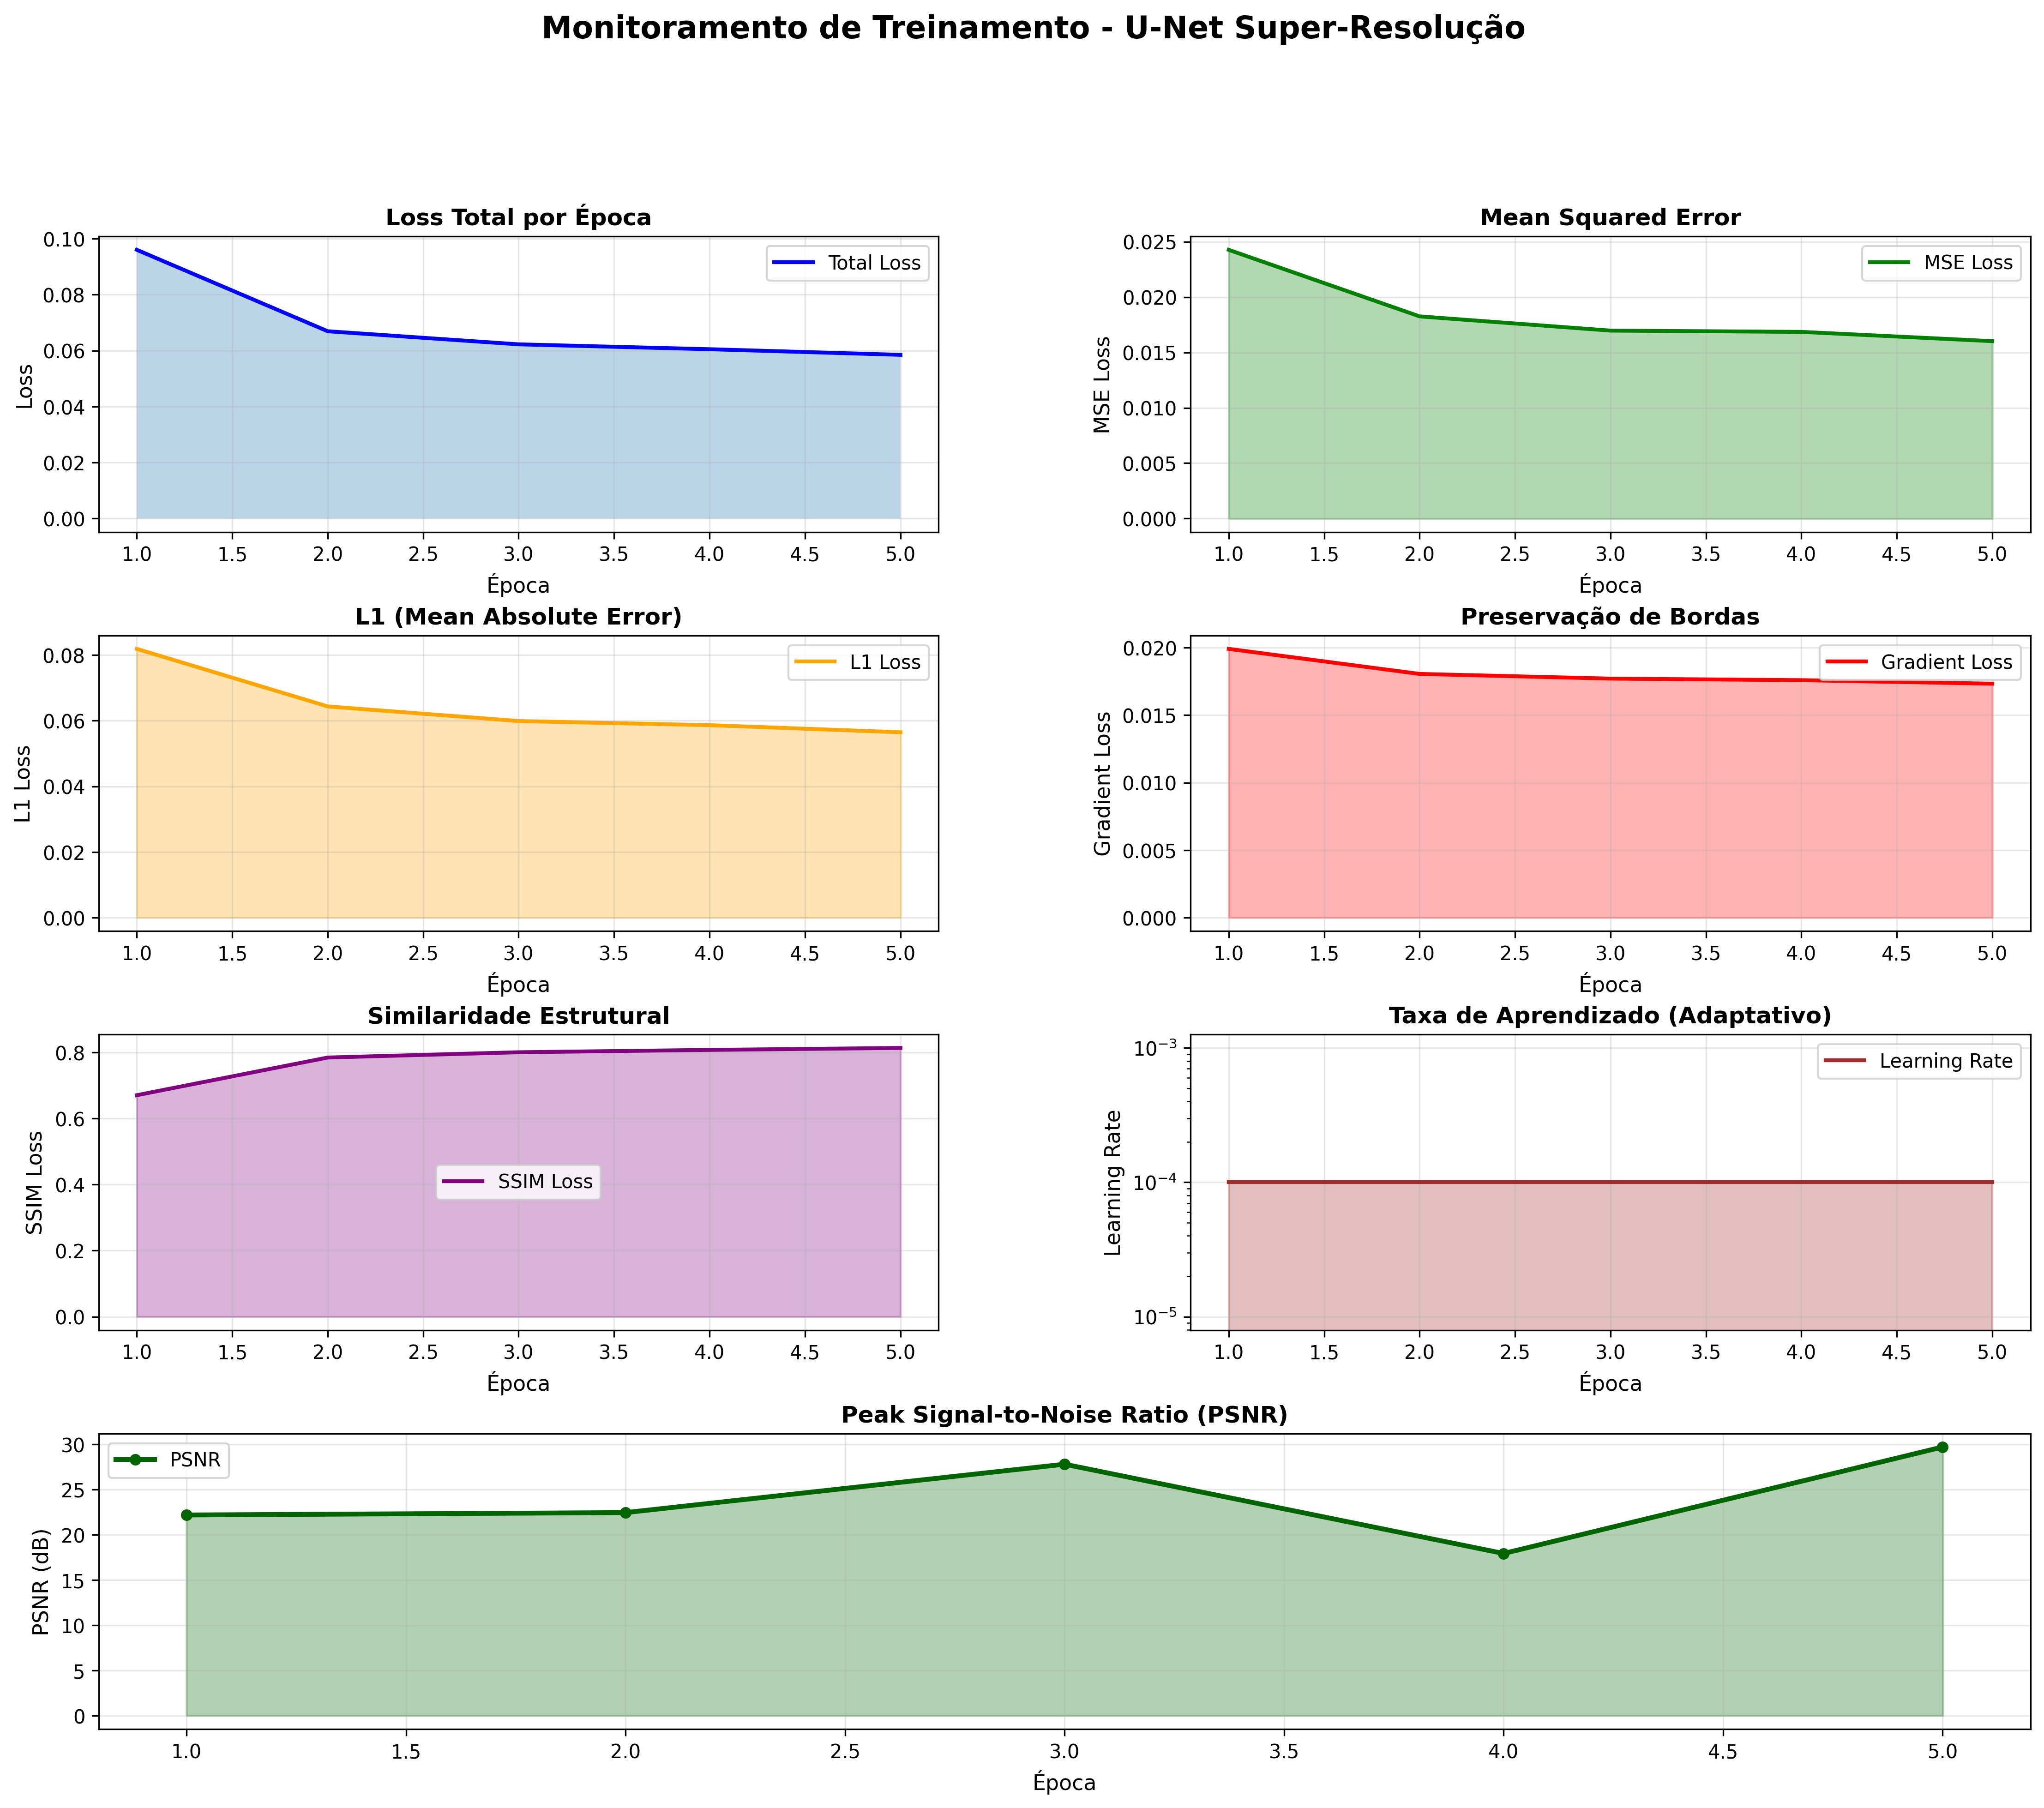 Monitoramento de Treinamento - U-Net Super-Resolução
Loss Total por Época
Loss
0.10
0.08
0.06
0.04
0.02
0.00
Total Loss
1.0 1.5 2.0 2.5 3.0 3.5 4.0 4.5 5.0
Época
Mean Squared Error
MSE Loss
0.025
0.020
0.015
0.010
0.005
0.000
MSE Loss
1.0 1.5 2.0 2.5 3.0 3.5 4.0 4.5 5.0
Época
L1 (Mean Absolute Error)
L1 Loss
0.08
0.06
0.04
0.02
0.00
L1 Loss
1.0 1.5 2.0 2.5 3.0 3.5 4.0 4.5 5.0
Época
Preservação de Bordas
Gradient Loss
0.020
0.015
0.010
0.005
0.000
Gradient Loss
1.0 1.5 2.0 2.5 3.0 3.5 4.0 4.5 5.0
Época
Similaridade Estrutural
SSIM Loss
0.8
0.6
0.4
0.2
0.0
SSIM Loss
1.0 1.5 2.0 2.5 3.0 3.5 4.0 4.5 5.0
Época
Taxa de Aprendizado (Adaptativo)
Learning Rate
10⁻³
10⁻⁴
10⁻⁵
Learning Rate
1.0 1.5 2.0 2.5 3.0 3.5 4.0 4.5 5.0
Época
Peak Signal-to-Noise Ratio (PSNR)
PSNR (dB)
30
25
20
15
10
5
0
PSNR
1.0 1.5 2.0 2.5 3.0 3.5 4.0 4.5 5.0
Época